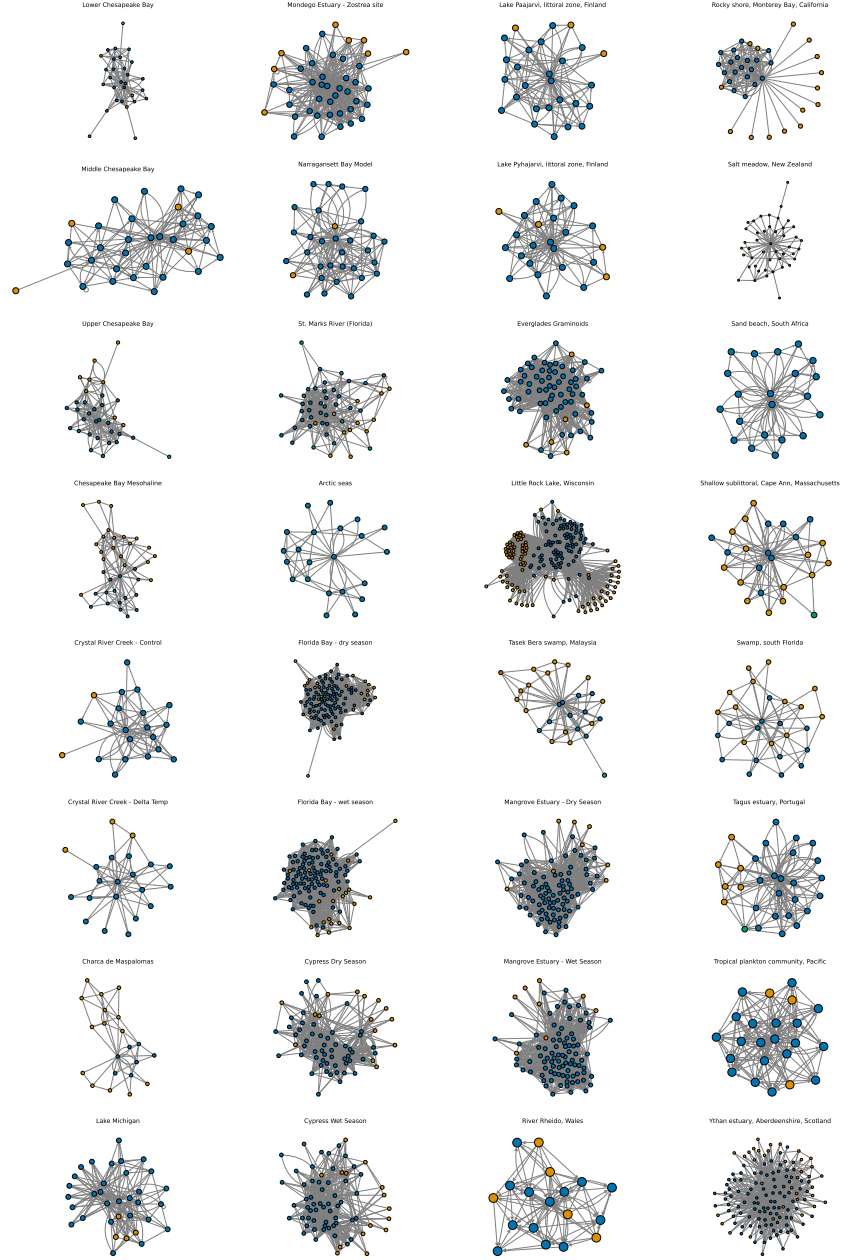 Lower Chesapeake Bay
Mondego Estuary - Zostrea site
Lake Paajarvi, littoral zone, Finland
Rocky shore, Monterey Bay, California
Middle Chesapeake Bay
Narragansett Bay Model
Lake Pyhajarvi, littoral zone, Finland
Salt meadow, New Zealand
Upper Chesapeake Bay
St. Marks River (Florida)
Everglades Graminoids
Sand beach, South Africa
Chesapeake Bay Mesohaline
Arctic seas
Little Rock Lake, Wisconsin
Shallow sublittoral, Cape Ann, Massachusetts
Crystal River Creek - Control
Florida Bay - dry season
Tasek Bera swamp, Malaysia
Swamp, south Florida
Crystal River Creek - Delta Temp
Florida Bay - wet season
Mangrove Estuary - Dry Season
Tagus estuary, Portugal
Charca de Maspalomas
Cypress Dry Season
Mangrove Estuary - Wet Season
Tropical plankton community, Pacific
Lake Michigan
Cypress Wet Season
River Rheido, Wales
Ythan estuary, Aberdeenshire, Scotland